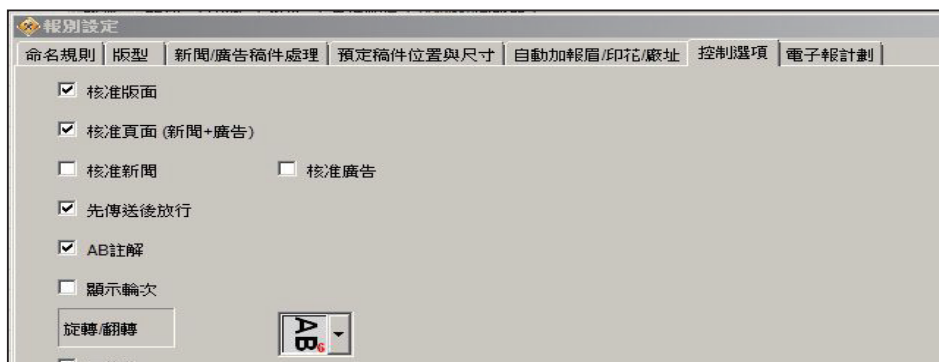 報別設定
命名規則 版型 新聞/廣告稿件處理 預定稿件位置與尺寸 自動加報眉/印花/廠址 控制選項 電子報計劃
核准版面
核准頁面 (新聞+廣告)
核准新聞 核准廣告
先傳送後放行
AB註解
顯示輪次
旋轉/翻轉 AB6